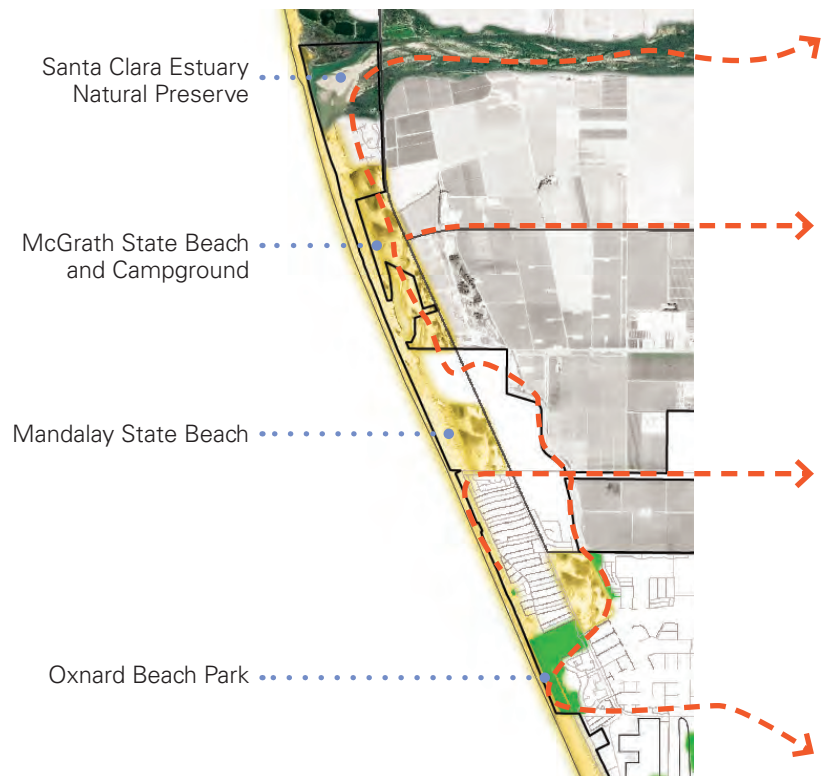 Santa Clara Estuary
Natural Preserve
McGrath State Beach
and Campground
Mandalay State Beach
Oxnard Beach Park